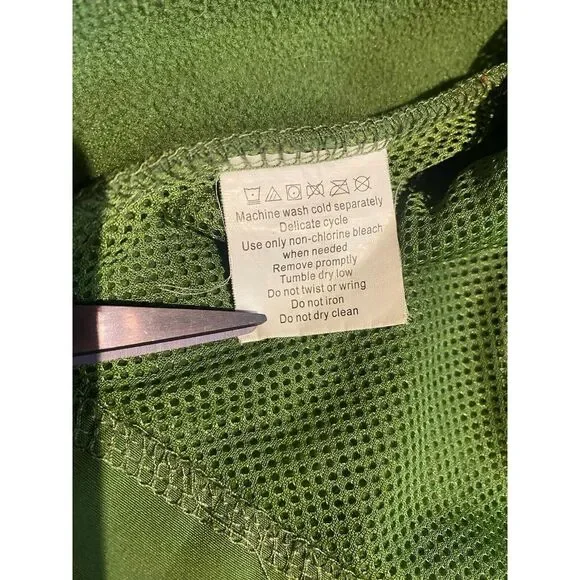 Machine wash cold separately
Delicate cycle
Use only non-chlorine bleach
when needed
Remove promptly
Tumble dry low
Do not twist or wring
Do not iron
Do not dry clean